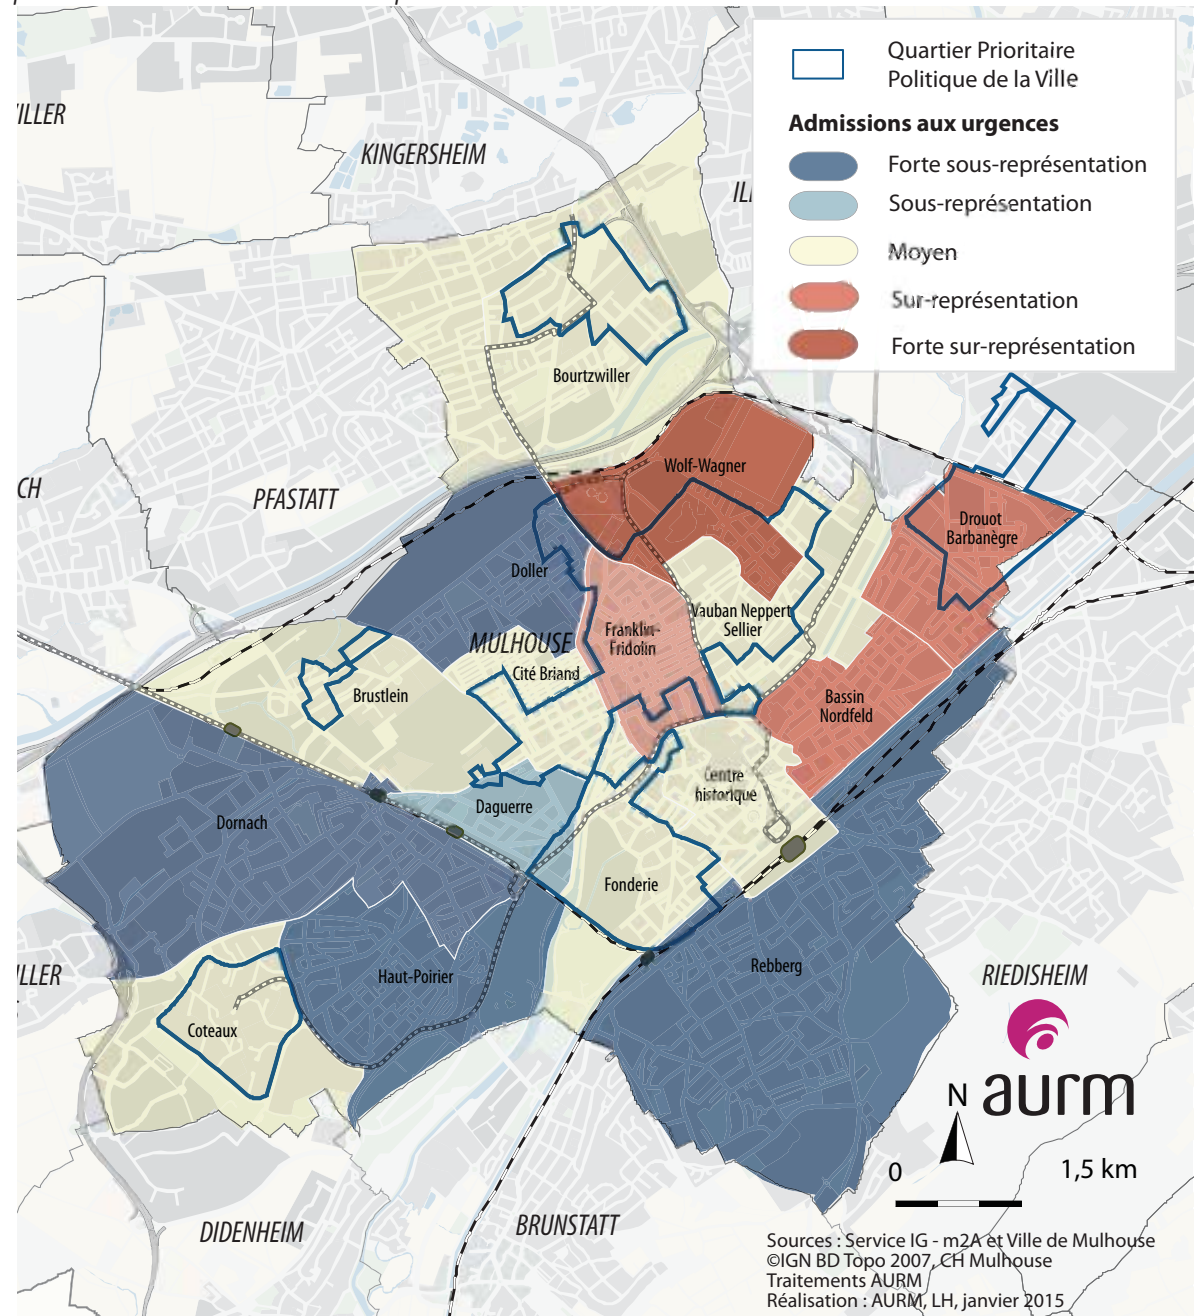 Quartier Prioritaire
Politique de la Ville
Admissions aux urgences
Forte sous-représentation
Sous-représentation
Moyen
Sur-représentation
Forte sur-représentation
ILLER
KINGERSHEIM
ILL
Bourtzwiller
CH
PFASTATT
Wolf-Wagner
Drouot
Barbanègre
Doller
MULHOUSE
Franklin-
Fridolin
Vauban Neppert
Sellier
Cité Briand
Brustlein
Bassin
Nordfeld
Centre
historique
Daguerre
Dornach
Fonderie
Haut-Poirier
Rebberg
ILLER
RIEDISHEIM
Coteaux
aurm
N
0
1,5 km
DIDENHEIM
BRUNSTATT
Sources : Service IG - m2A et Ville de Mulhouse
©IGN BD Topo 2007, CH Mulhouse
Traitements AURM
Réalisation : AURM, LH, janvier 2015